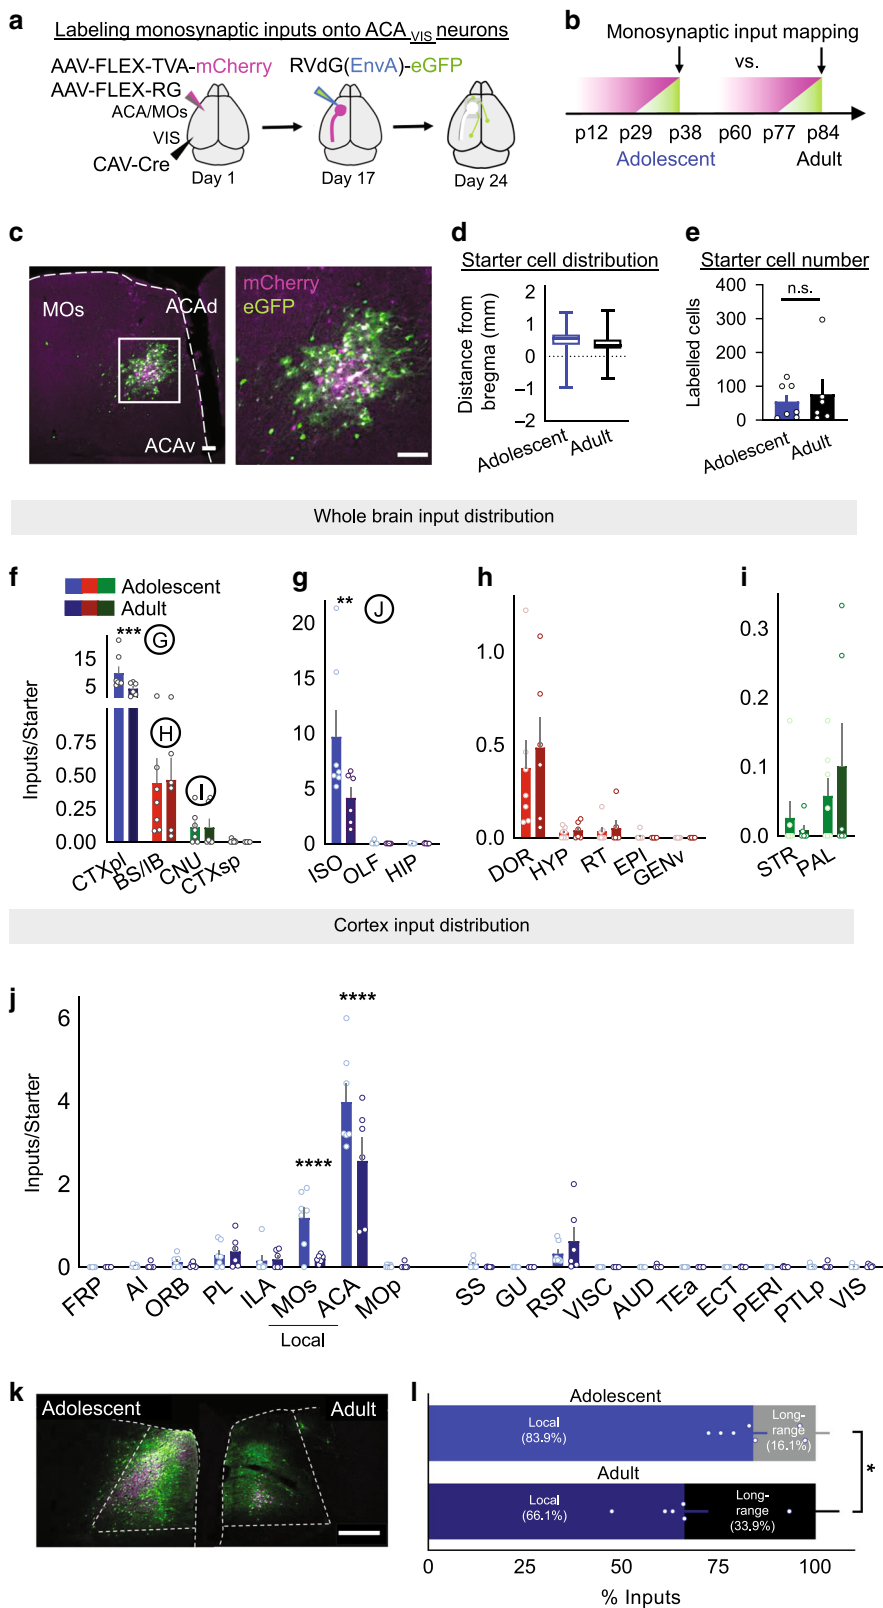 a
Labeling monosynaptic inputs onto ACA VIS neurons
AAV-FLEX-TVA-mCherry
AAV-FLEX-RG
RVdG(EnvA)-eGFP
ACA/MOs
VIS
CAV-Cre
Day 1
Day 17
Day 24
b
Monosynaptic input mapping
vs.
p12 p29 p38 p60 p77 p84
Adolescent Adult
c
MOs
ACAd
ACAv
mCherry
eGFP
d
Starter cell distribution
Distance from
bregma (mm)
2
1
0
−1
−2
Adolescent
Adult
e
Starter cell number
n.s.
Labelled cells
400
300
200
100
0
Adolescent
Adult
Whole brain input distribution
f
Adolescent
Adult
Inputs/Starter
*** G
H
I
15
5
0.75
0.50
0.25
0.00
CTXpl
BS/IB
CNU
CTXsp
g
** J
20
15
10
5
0
ISO
OLF
HIP
h
1.0
0.5
0.0
DOR
HYP
RT
EPI
GENv
i
0.3
0.2
0.1
0.0
STR
PAL
Cortex input distribution
j
Inputs/Starter
6
4
2
0
****
****
FRP
AI
ORB
PL
ILA
MOs
ACA
MOp
SS
GU
RSP
VISC
AUD
TEa
ECT
PERI
PTLp
VIS
Local
k
Adolescent
Adult
l
Adolescent
Local
(83.9%)
Long-
range
(16.1%)
Adult
Local
(66.1%)
Long-
range
(33.9%)
*
0 25 50 75 100
% Inputs